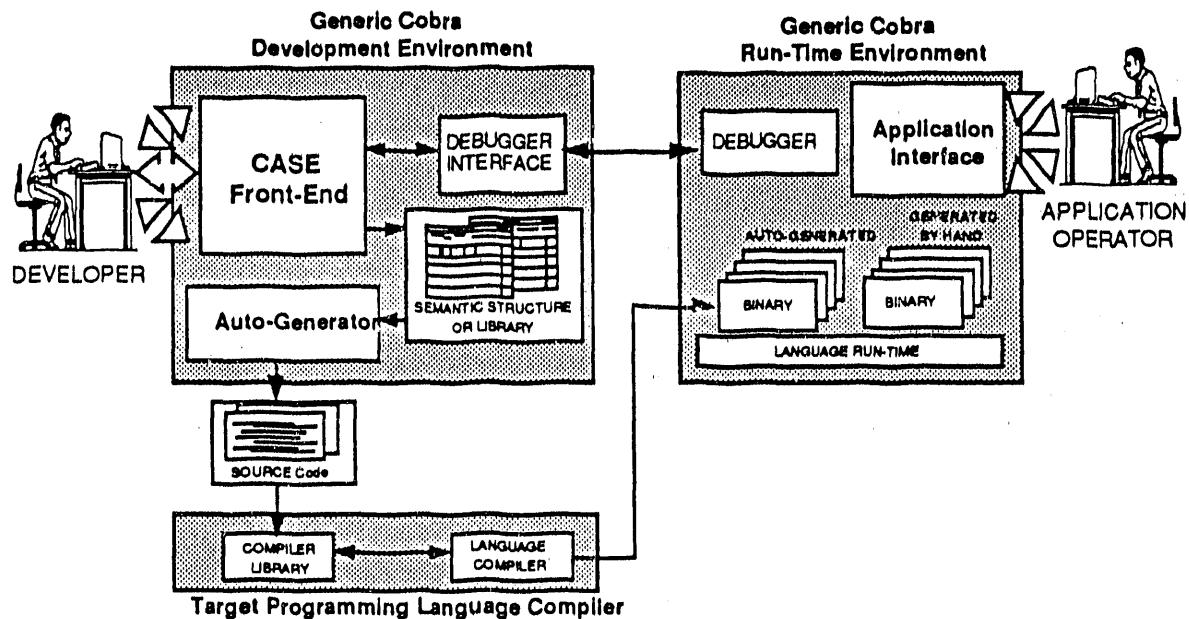 Generic Cobra
Development Environment
Generic Cobra
Run-Time Environment
CASE
Front-End
DEBUGGER
INTERFACE
DEBUGGER
Application
Interface
DEVELOPER
APPLICATION
OPERATOR
SEMANTIC STRUCTURE
OR LIBRARY
Auto-Generator
AUTO-GENERATED
GENERATED
BY HAND
BINARY
BINARY
LANGUAGE RUN-TIME
SOURCE Code
COMPILER
LIBRARY
LANGUAGE
COMPILER
Target Programming Language Compiler